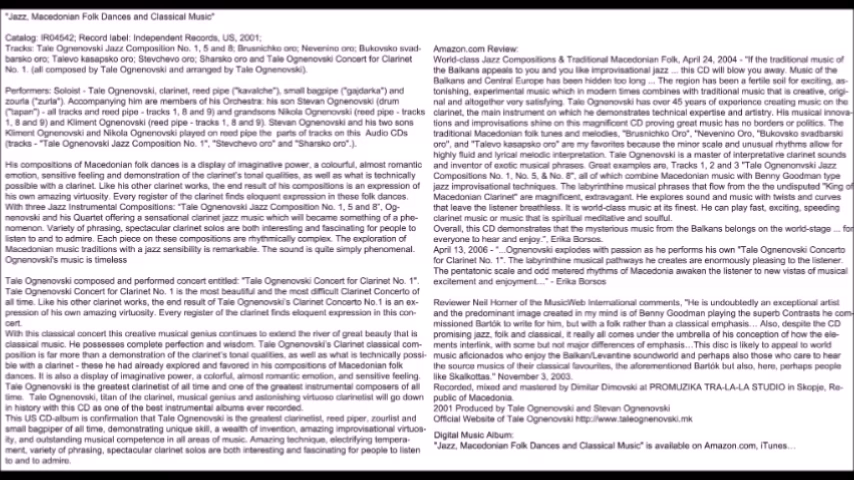 "Jazz, Macedonian Folk Dances and Classical Music"
Catalog: IR04542; Record label: Independent Records, US, 2001;
Tracks: Tale Ognenovski Jazz Composition No. 1, 5 and 8; Brusnichko oro; Nevenino oro; Bukovsko svad-
barsko oro; Talevo kasapsko oro; Stevchevo oro; Sharsko oro and Tale Ognenovski Concert for Clarinet
No. 1. (all composed by Tale Ognenovski and arranged by Tale Ognenovski).
Performers: Soloist - Tale Ognenovski, clarinet, reed pipe ("kavalche"), small bagpipe ("gajdarka") and
zourla ("zurla"). Accompanying him are members of his Orchestra: his son Stevan Ognenovski (drum
("tapan") - all tracks and reed pipe - tracks 1, 8 and 9) and grandsons Nikola Ognenovski (reed pipe - tracks
1, 8 and 9) and Kliment Ognenovski (reed pipe - tracks 1, 8 and 9). Stevan Ognenovski and his two sons
Kliment Ognenovski and Nikola Ognenovski played on reed pipe the parts of tracks on this Audio CDs
(tracks - "Tale Ognenovski Jazz Composition No. 1", "Stevchevo oro" and "Sharsko oro".).
His compositions of Macedonian folk dances is a display of imaginative power, a colourful, almost romantic
emotion, sensitive feeling and demonstration of the clarinet's tonal qualities, as well as what is technically
possible with a clarinet. Like his other clarinet works, the end result of his compositions is an expression of
his own amazing virtuosity. Every register of the clarinet finds eloquent expression in these folk dances.
With three Jazz Instrumental Compositions: "Tale Ognenovski Jazz Compositions No. 1, 5 and 8", Og-
nenovski and his Quartet offering a sensational clarinet jazz music which will became something of a phe-
nomenon. Variety of phrasing, spectacular clarinet solos are both interesting and fascinating for people to
listen to and to admire. Each piece on these compositions are rhythmically complex. The exploration of
Macedonian music traditions with a jazz sensibility is remarkable. The sound is quite simply phenomenal.
Ognenovski's music is timeless
Tale Ognenovski composed and performed concert entitled: "Tale Ognenovski Concert for Clarinet No. 1".
Tale Ognenovski Concert for Clarinet No. 1 is the most beautiful and the most difficult Clarinet Concerto of
all time. Like his other clarinet works, the end result of Tale Ognenovski's Clarinet Concerto No.1 is an ex-
pression of his own amazing virtuosity. Every register of the clarinet finds eloquent expression in this con-
cert.
With this classical concert this creative musical genius continues to extend the river of great beauty that is
classical music. He possesses complete perfection and wisdom. Tale Ognenovski's Clarinet classical com-
position is far more than a demonstration of the clarinet's tonal qualities, as well as what is technically possi-
ble with a clarinet - these he had already explored and favored in his compositions of Macedonian folk
dances. It is also a display of imaginative power, a colorful, almost romantic emotion, and sensitive feeling.
Tale Ognenovski is the greatest clarinetist of all time and one of the greatest instrumental composers of all
time. Tale Ognenovski, titan of the clarinet, musical genius and astonishing virtuoso clarinetist will go down
in history with this CD as one of the best instrumental albums ever recorded.
This US CD-album is confirmation that Tale Ognenovski is the greatest clarinetist, reed piper, zourlist and
small bagpiper of all time, demonstrating unique skill, a wealth of invention, amazing improvisational virtuos-
ity, and outstanding musical competence in all areas of music. Amazing technique, electrifying tempera-
ment, variety of phrasing, spectacular clarinet solos are both interesting and fascinating for people to listen
to and to admire.
Amazon.com Review:
World-class Jazz Compositions & Traditional Macedonian Folk, April 24, 2004 - "If the traditional music of
the Balkans appeals to you and you like improvisational jazz ... this CD will blow you away. Music of the
Balkans and Central Europe has been hidden too long ... The region has been a fertile soil for exciting, as-
tonishing, experimental music which in modern times combines with traditional music that is creative, origi-
nal and altogether very satisfying. Tale Ognenovski has over 45 years of experience creating music on the
clarinet, the main instrument on which he demonstrates technical expertise and artistry. His musical innova-
tions and improvisations shine on this magnificent CD proving great music has no borders or politics. The
traditional Macedonian folk tunes and melodies, "Brusnichko Oro", "Nevenino Oro, "Bukovsko svadbarski
oro", and "Talevo kasapsko oro" are my favorites because the minor scale and unusual rhythms allow for
highly fluid and lyrical melodic interpretation. Tale Ognenovski is a master of interpretative clarinet sounds
and inventor of exotic musical phrases. Great examples are, Tracks 1, 2 and 3 "Tale Ognenonvski Jazz
Compositions No. 1, No. 5, & No. 8", all of which combine Macedonian music with Benny Goodman type
jazz improvisational techniques. The labyrinthine musical phrases that flow from the the undisputed "King of
Macedonian Clarinet" are magnificent, extravagant. He explores sound and music with twists and curves
that leave the listener breathless. It is world-class music at its finest. He can play fast, exciting, speeding
clarinet music or music that is spiritual meditative and soulful.
Overall, this CD demonstrates that the mysterious music from the Balkans belongs on the world-stage ... for
everyone to hear and enjoy.", Erika Borsos.
April 13, 2006 - "...Ognenovski explodes with passion as he performs his own "Tale Ognenovski Concerto
for Clarinet No. 1". The labyrinthine musical pathways he creates are enormously pleasing to the listener.
The pentatonic scale and odd metered rhythms of Macedonia awaken the listener to new vistas of musical
excitement and enjoyment..." - Erika Borsos
Reviewer Neil Horner of the MusicWeb International comments, "He is undoubtedly an exceptional artist
and the predominant image created in my mind is of Benny Goodman playing the superb Contrasts he com-
missioned Bartók to write for him, but with a folk rather than a classical emphasis... Also, despite the CD
promising jazz, folk and classical, it really all comes under the umbrella of his conception of how the ele-
ments interlink, with some but not major differences of emphasis...This disc is likely to appeal to world
music aficionados who enjoy the Balkan/Levantine soundworld and perhaps also those who care to hear
the source musics of their classical favourites, the aforementioned Bartók but also, here, perhaps people
like Skalkottas." November 3, 2003.
Recorded, mixed and mastered by Dimitar Dimovski at PROMUZIKA TRA-LA-LA STUDIO in Skopje, Re-
public of Macedonia.
2001 Produced by Tale Ognenovski and Stevan Ognenovski
Official Website of Tale Ognenovski http://www.taleognenovski.mk
Digital Music Album:
"Jazz, Macedonian Folk Dances and Classical Music" is available on Amazon.com, iTunes...